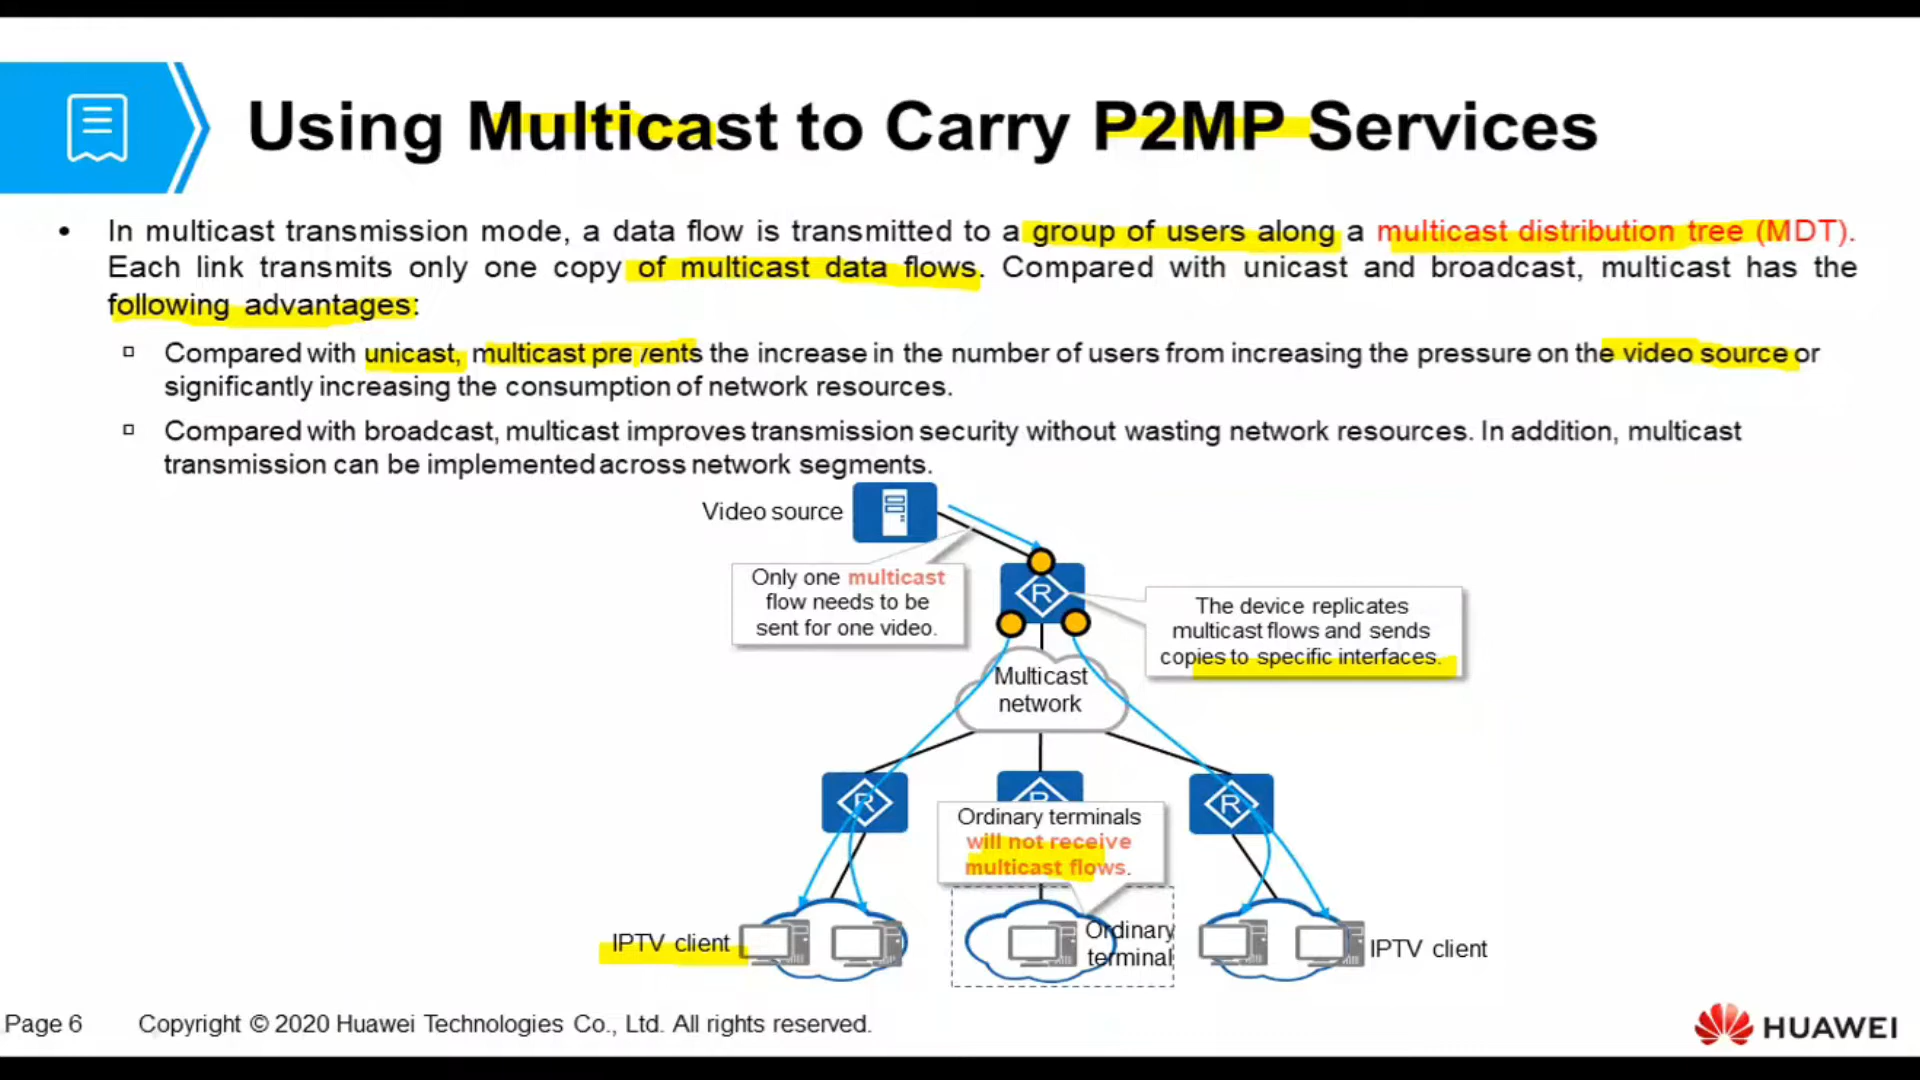 Using Multicast to Carry P2MP Services
• In multicast transmission mode, a data flow is transmitted to a group of users along a multicast distribution tree (MDT).
Each link transmits only one copy of multicast data flows. Compared with unicast and broadcast, multicast has the
following advantages:
Compared with unicast, multicast prevents the increase in the number of users from increasing the pressure on the video source or
significantly increasing the consumption of network resources.
Compared with broadcast, multicast improves transmission security without wasting network resources. In addition, multicast
transmission can be implemented across network segments.
Video source
Only one multicast
flow needs to be
sent for one video.
R
The device replicates
multicast flows and sends
copies to specific interfaces.
Multicast
network
R
R
R
Ordinary terminals
will not receive
multicast flows.
IPTV client
Ordinary
terminal
IPTV client
Page 6
Copyright © 2020 Huawei Technologies Co., Ltd. All rights reserved.
HUAWEI